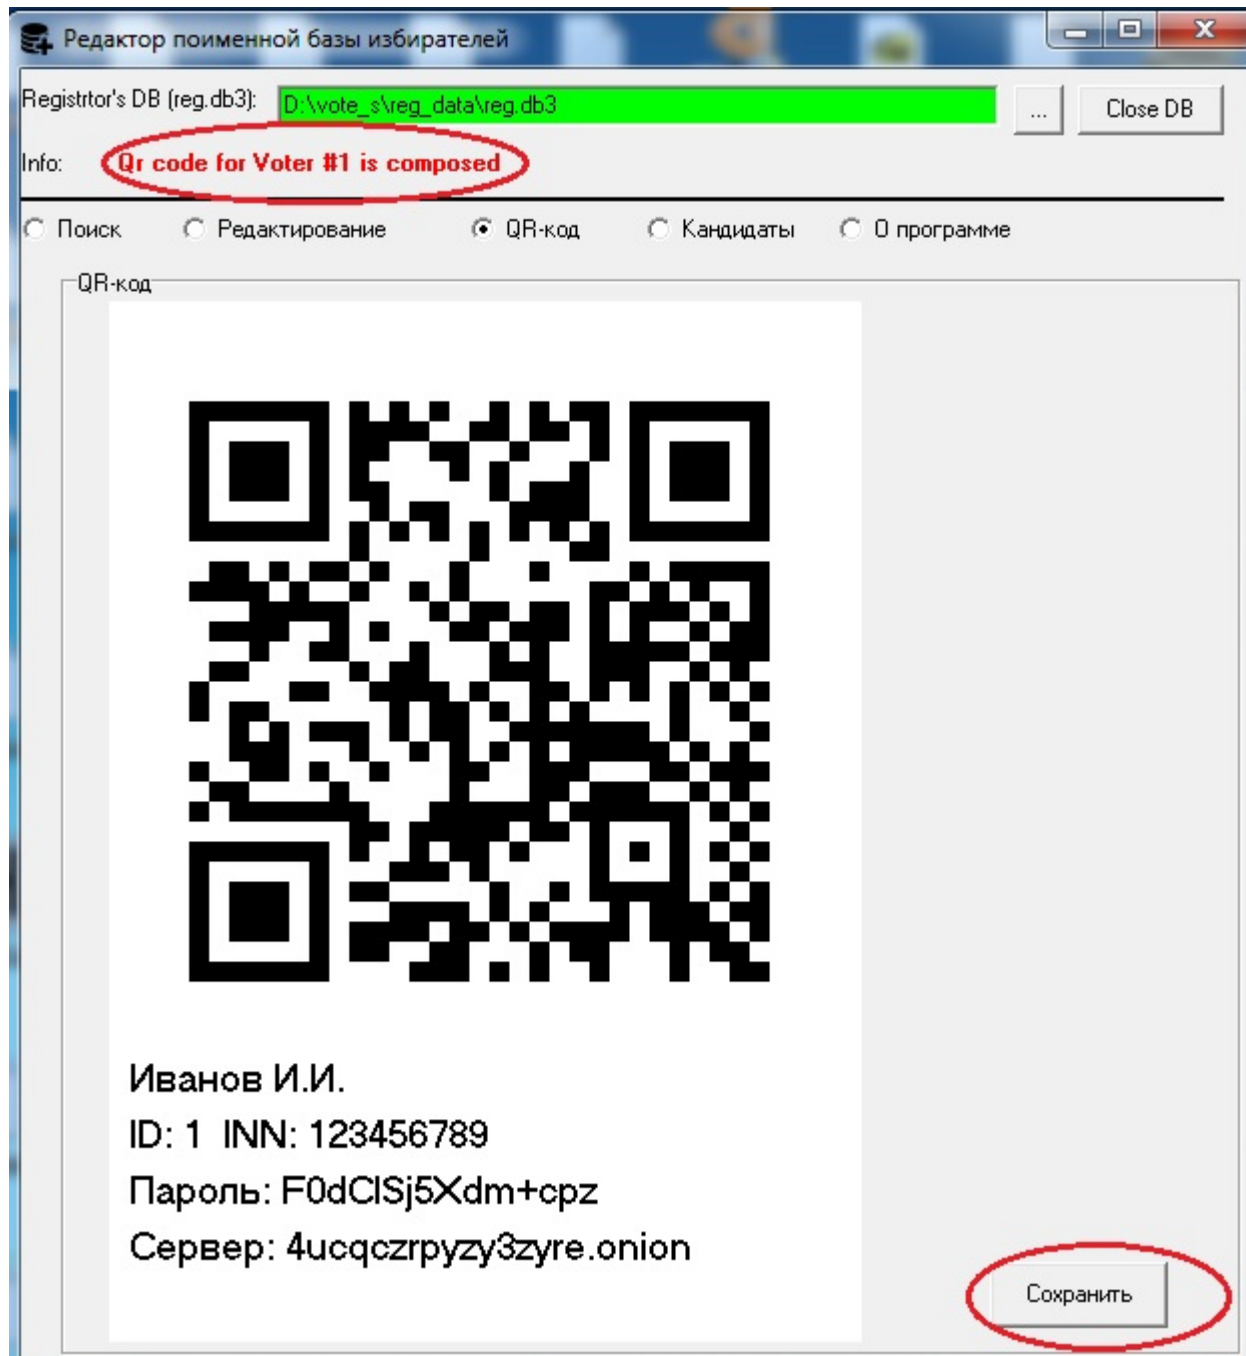 Редактор поименной базы избирателей
Registrtor's DB (reg.db3): D:\vote_s\reg_data\reg.db3 ... Close DB
Info: Qr code for Voter #1 is composed
Поиск Редактирование QR-код Кандидаты О программе
QR-код
Иванов И.И.
ID: 1 INN: 123456789
Пароль: F0dClSj5Xdm+cpz
Сервер: 4ucqczrpyzy3zyre.onion
Сохранить